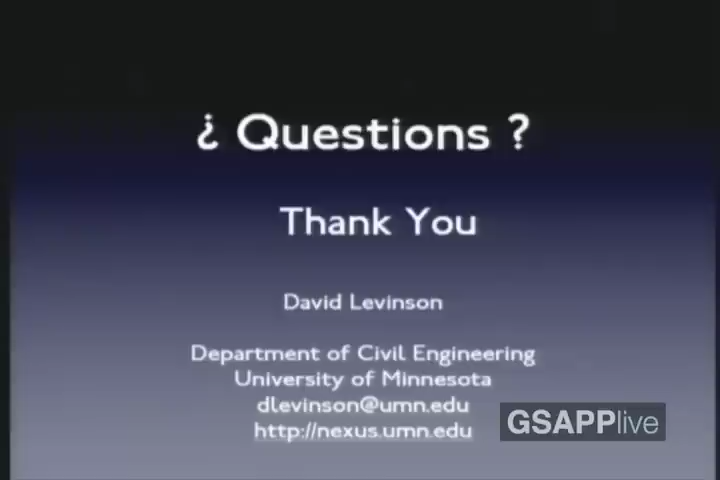 ¿ Questions ?
Thank You
David Levinson
Department of Civil Engineering
University of Minnesota
dlevinson@umn.edu
http://nexus.umn.edu
GSAPPlive